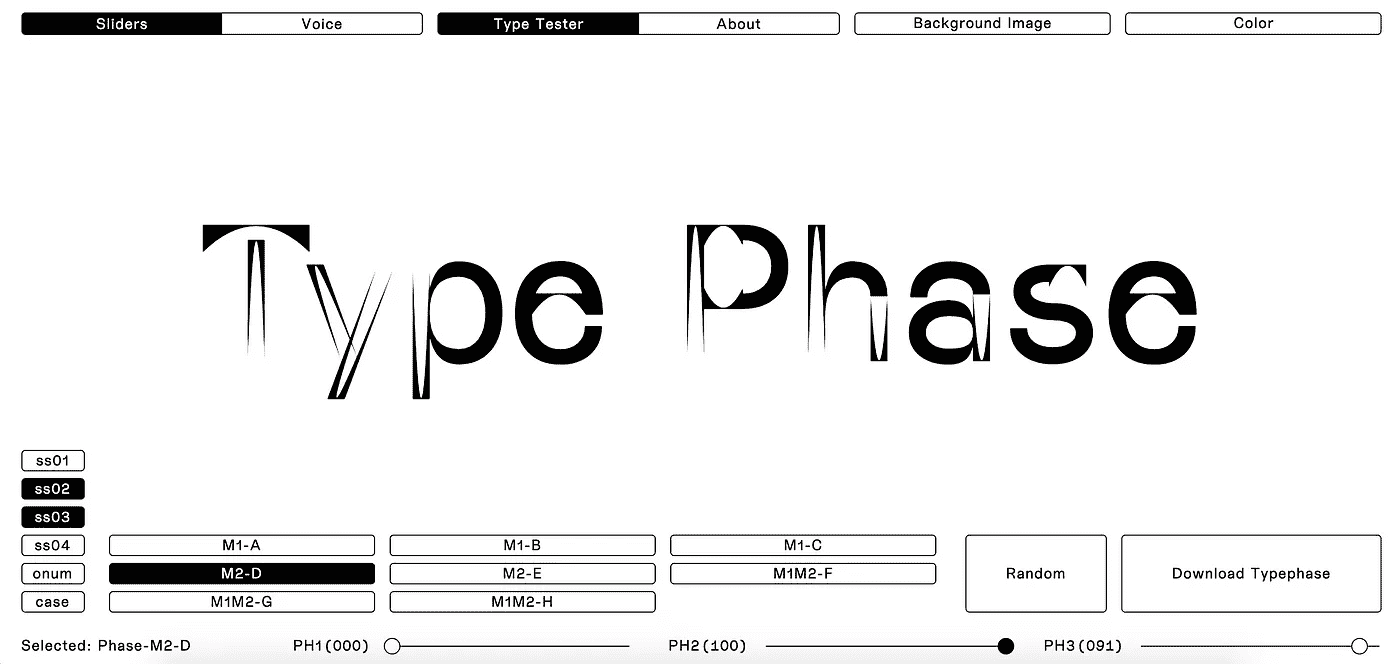 Sliders Voice Type Tester About Background Image Color
Type Phase
ss01
ss02
ss03
ss04 M1-A M1-B M1-C
onum M2-D M2-E M1M2-F Random Download Typephase
case M1M2-G M1M2-H
Selected: Phase-M2-D PH1(000) PH2(100) PH3(091)